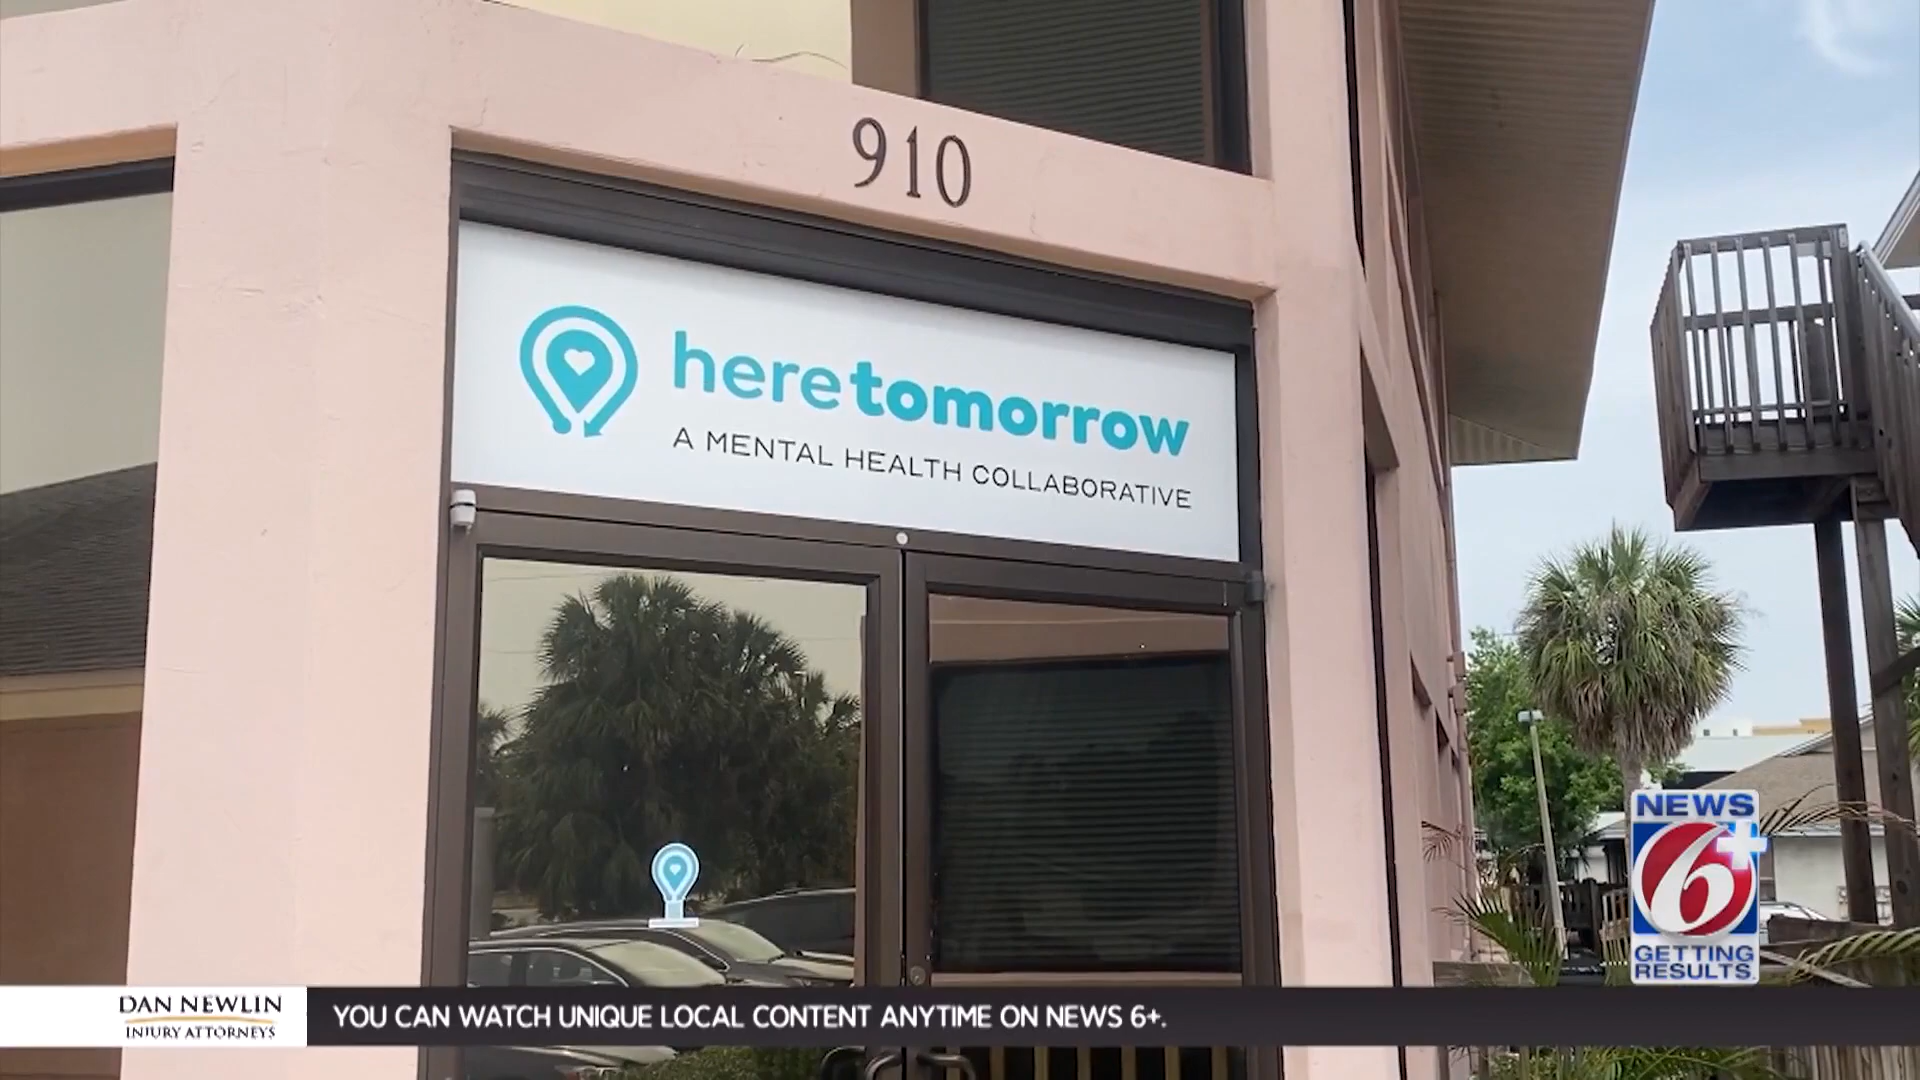 910
heretomorrow
A MENTAL HEALTH COLLABORATIVE
NEWS
6+
GETTING
RESULTS
DAN NEWLIN
INJURY ATTORNEYS
YOU CAN WATCH UNIQUE LOCAL CONTENT ANYTIME ON NEWS 6+.